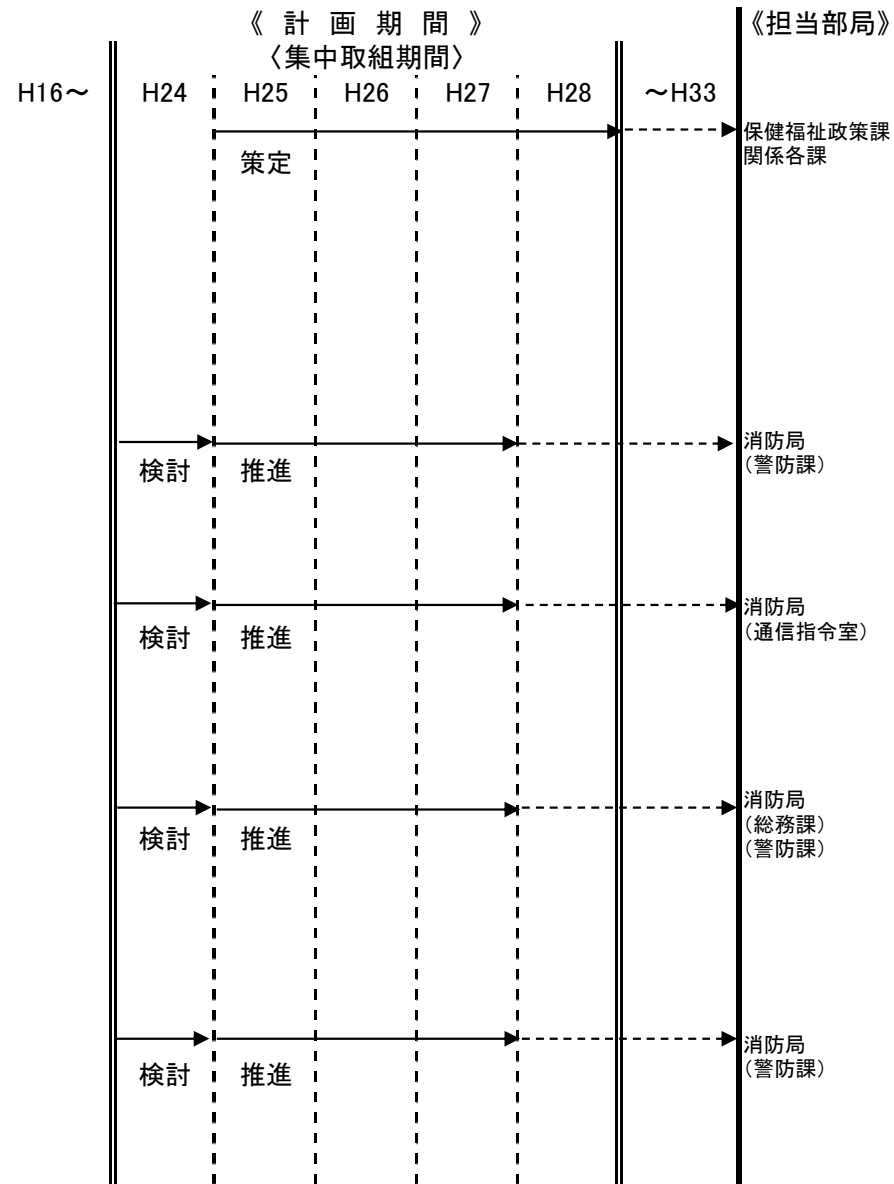 《 計 画 期 間 》
《担当部局》
〈集中取組期間〉
H16～ H24 H25 H26 H27 H28 ～H33
保健福祉政策課
関係各課
策定
消防局
（警防課）
検討 推進
消防局
（通信指令室）
検討 推進
消防局
（総務課）
（警防課）
検討 推進
消防局
（警防課）
検討 推進